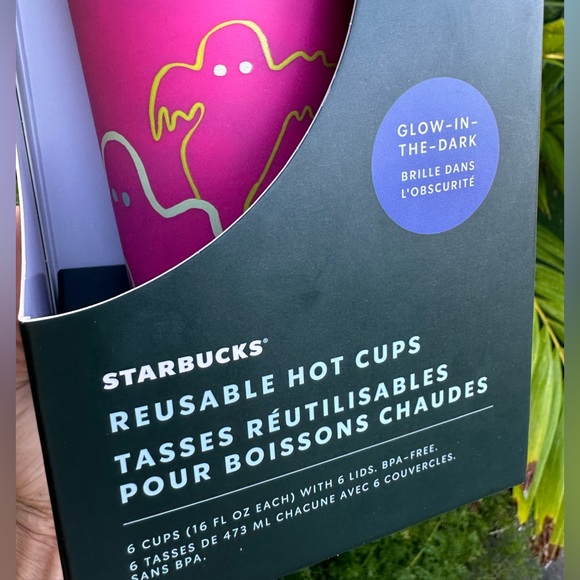 GLOW-IN-
THE-DARK
BRILLE DANS
L'OBSCURITÉ
STARBUCKS®
REUSABLE HOT CUPS
TASSES RÉUTILISABLES
POUR BOISSONS CHAUDES
6 CUPS (16 FL OZ EACH) WITH 6 LIDS. BPA-FREE.
6 TASSES DE 473 ML CHACUNE AVEC 6 COUVERCLES.
SANS BPA.